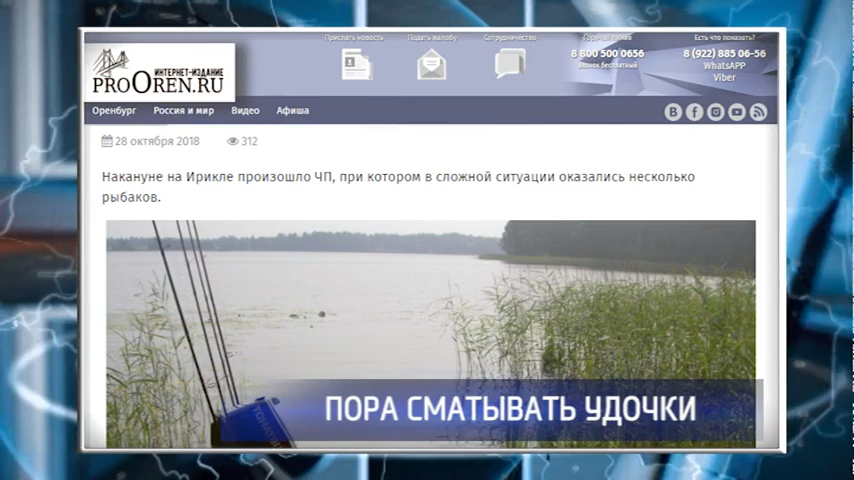 Прислать новость
Подать жалобу
Сотрудничество
Горячая линия
8 800 500 0656
звонок бесплатный
Есть что показать?
8 (922) 885 06-56
WhatsAPP
Viber
ИНТЕРНЕТ-ИЗДАНИЕ
PROOREN.RU
Оренбург Россия и мир Видео Афиша
28 октября 2018 312
Накануне на Ирикле произошло ЧП, при котором в сложной ситуации оказались несколько
рыбаков.
ПОРА СМАТЫВАТЬ УДОЧКИ